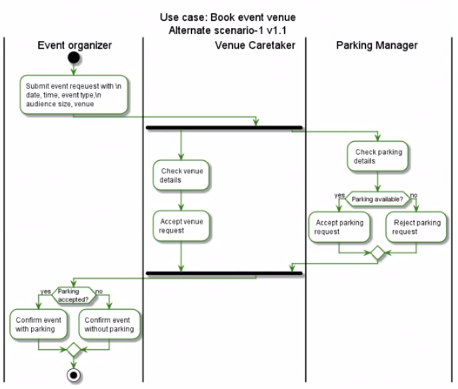 Use case: Book event venue
Alternate scenario-1 v1.1
Event organizer
Venue Caretaker
Parking Manager
Submit event reqeuest with \n
date, time, event type,\n
audience size, venue
Check venue
details
Accept venue
request
Check parking
details
yes
Parking available?
no
Accept parking
request
Reject parking
request
yes
Parking
accepted?
no
Confirm event
with parking
Confirm event
without parking